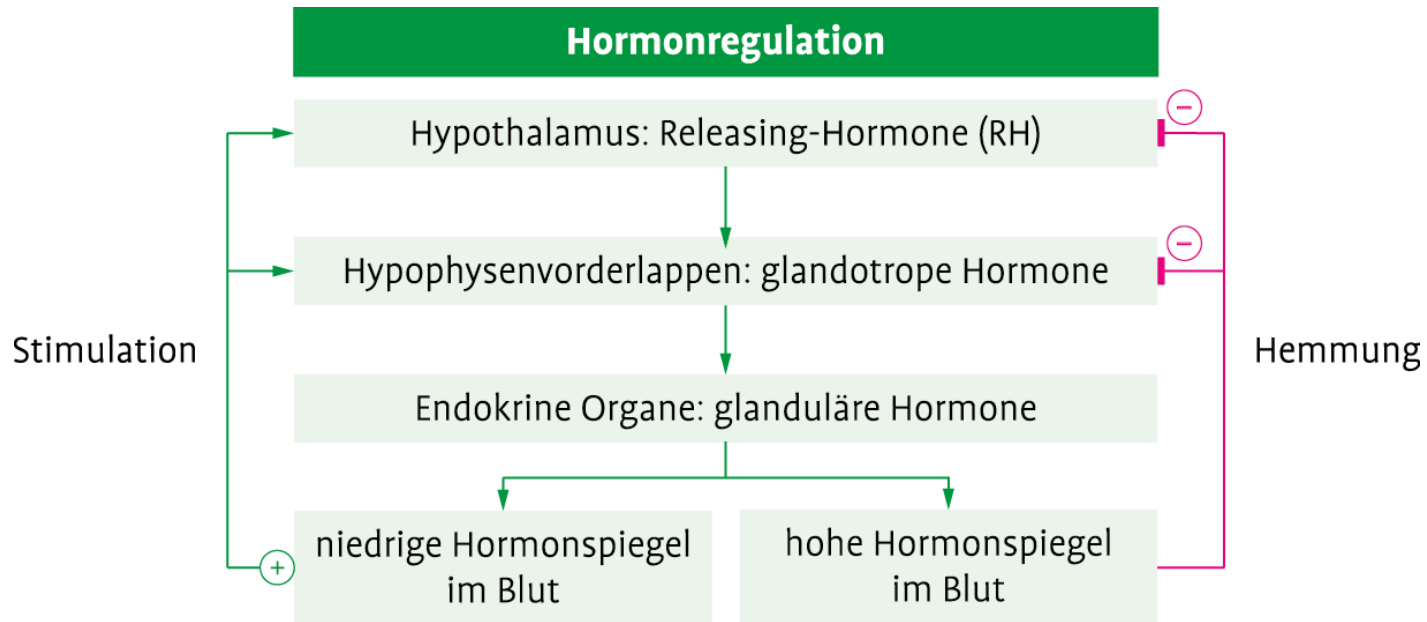 Hormonregulation
Hypothalamus: Releasing-Hormone (RH)
Hypophysenvorderlappen: glandotrope Hormone
Stimulation
Hemmung
Endokrine Organe: glanduläre Hormone
niedrige Hormonspiegel
im Blut
hohe Hormonspiegel
im Blut